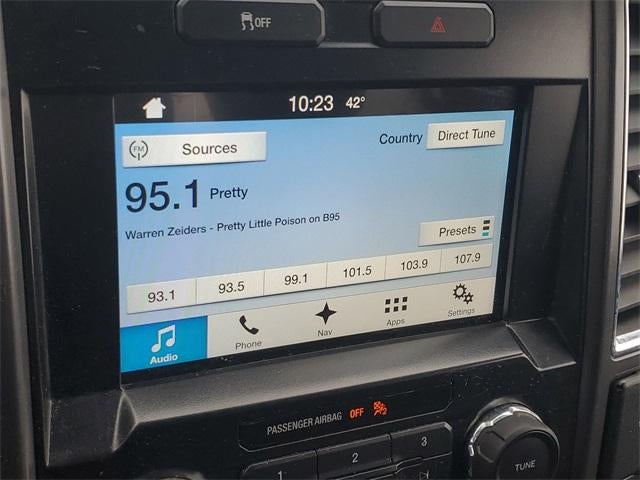 OFF
10:23 42°
FM Sources
Country Direct Tune
95.1 Pretty
Warren Zeiders - Pretty Little Poison on B95
Presets
93.1 93.5 99.1 101.5 103.9 107.9
Audio Phone Nav Apps Settings
PASSENGER AIRBAG OFF 2
1 2 3
TUNE